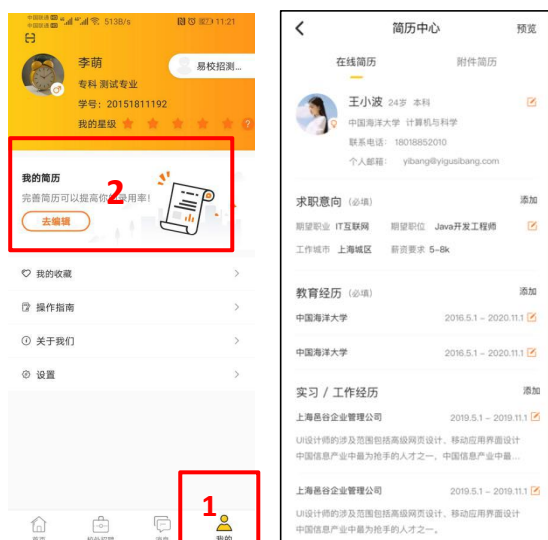 513B/s
11:21
李萌
易校招测...
专科 测试专业
学号：20151811192
我的星级
我的简历
完善简历可以提高你
录用率！
2
去编辑
我的收藏
操作指南
关于我们
设置
1
首页
校外招聘
消息
我的
简历中心
预览
在线简历
附件简历
王小波 24岁 本科
中国海洋大学 计算机与科学
联系电话： 18018852010
个人邮箱： yibang@yigusibang.com
求职意向 (必填)
添加
期望职业 IT互联网 期望职位 Java开发工程师
工作城市 上海城区 薪资要求 5-8k
教育经历 (必填)
添加
中国海洋大学 2016.5.1 – 2020.11.1
中国海洋大学 2016.5.1 – 2020.11.1
实习 / 工作经历
添加
上海邑谷企业管理公司 2019.5.1 – 2019.11.1
UI设计师的涉及范围包括高级网页设计、移动应用界面设计
中国信息产业中最为抢手的人才之一。中国信息产业中最...
上海邑谷企业管理公司 2019.5.1 – 2019.11.1
UI设计师的涉及范围包括高级网页设计、移动应用界面设计
中国信息产业中最为抢手的人才之一。